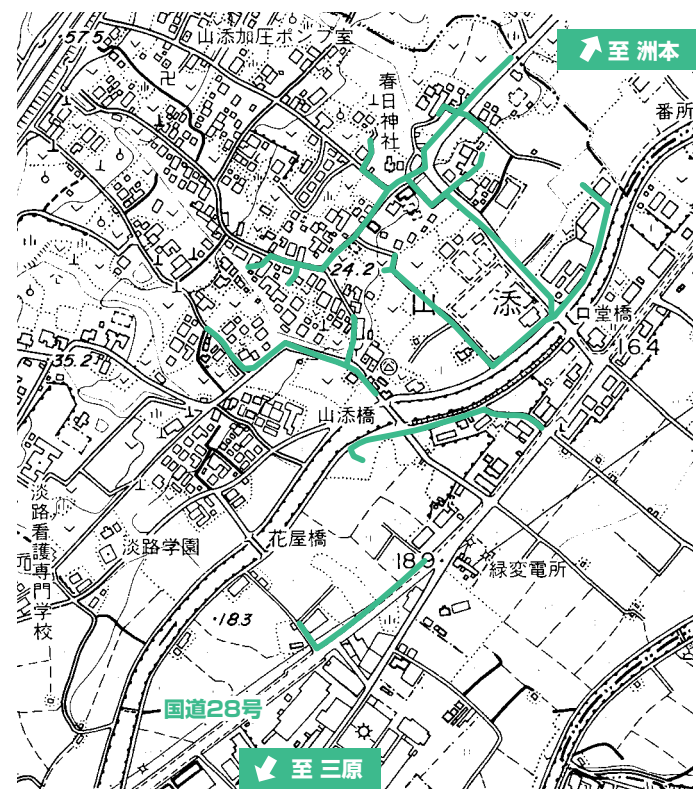 57.5
山添加圧ポンプ室
至 洲本
春日神社
番所
24.2
山添
口堂橋
16.4
35.2
山添橋
淡路看護専門学校
淡路学園
花屋橋
18.9
緑変電所
18.3
国道28号
至 三原